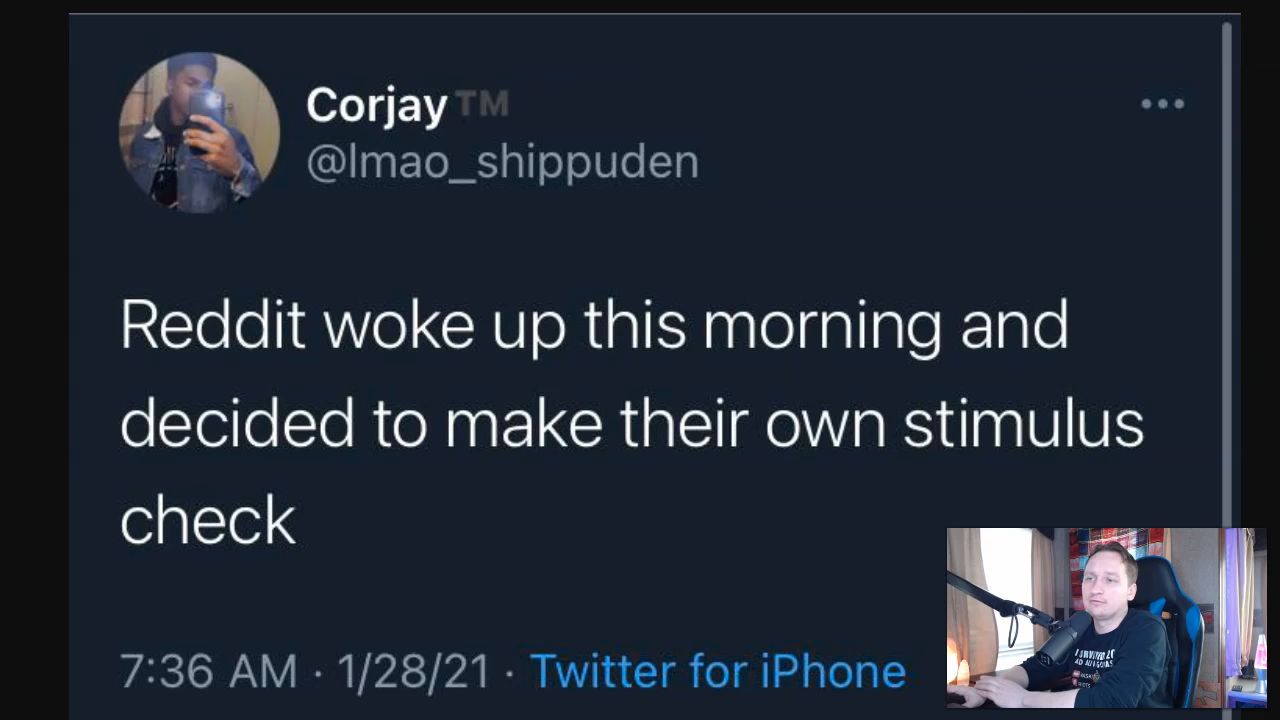 Corjay™
@lmao_shippuden
Reddit woke up this morning and
decided to make their own stimulus
check
7:36 AM · 1/28/21 · Twitter for iPhone